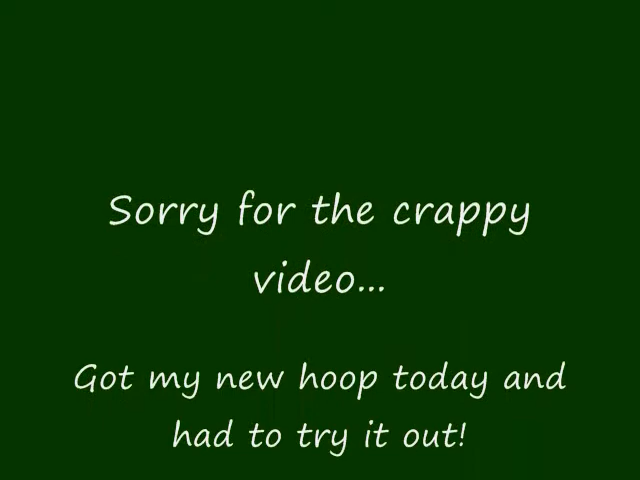 Sorry for the crappy
video...
Got my new hoop today and
had to try it out!